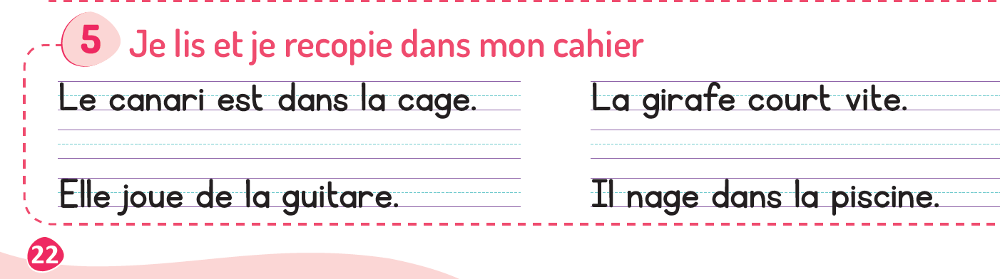 5 Je lis et je recopie dans mon cahier
Le canari est dans la cage.
La girafe court vite.
Elle joue de la guitare.
Il nage dans la piscine.
22